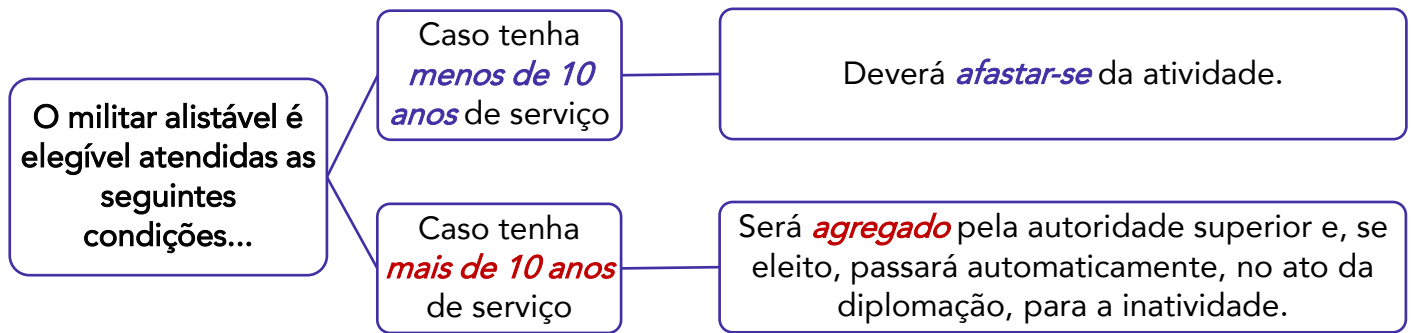 O militar alistável é
elegível atendidas as
seguintes
condições...
Caso tenha
menos de 10
anos de serviço
Deverá afastar-se da atividade.
Caso tenha
mais de 10 anos
de serviço
Será agregado pela autoridade superior e, se
eleito, passará automaticamente, no ato da
diplomação, para a inatividade.